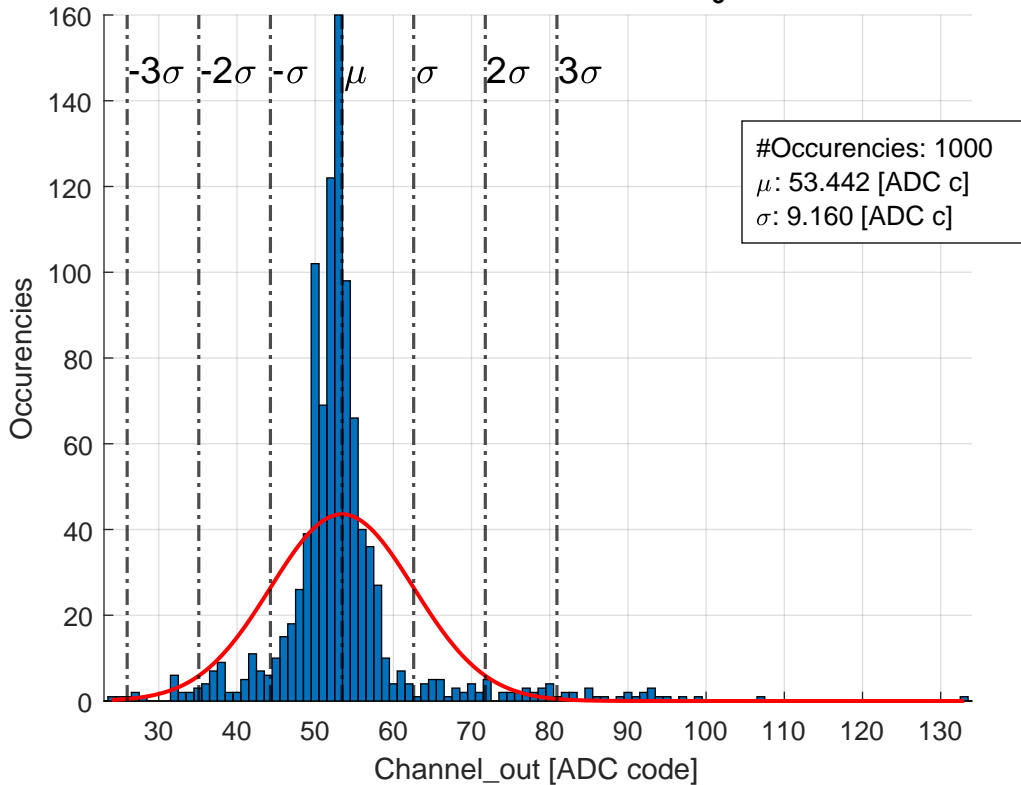 160
140
120
100
80
60
40
20
0
Occurencies
-3σ -2σ -σ μ σ 2σ 3σ
#Occurencies: 1000
μ: 53.442 [ADC c]
σ: 9.160 [ADC c]
30 40 50 60 70 80 90 100 110 120 130
Channel_out [ADC code]